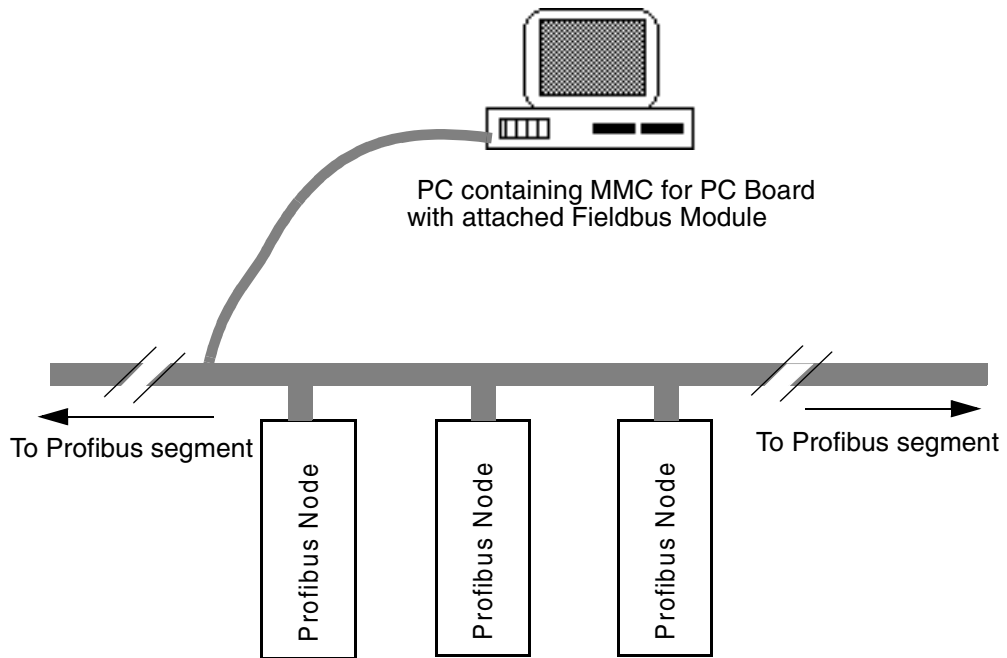 PC containing MMC for PC Board
with attached Fieldbus Module
To Profibus segment
To Profibus segment
Profibus Node
Profibus Node
Profibus Node